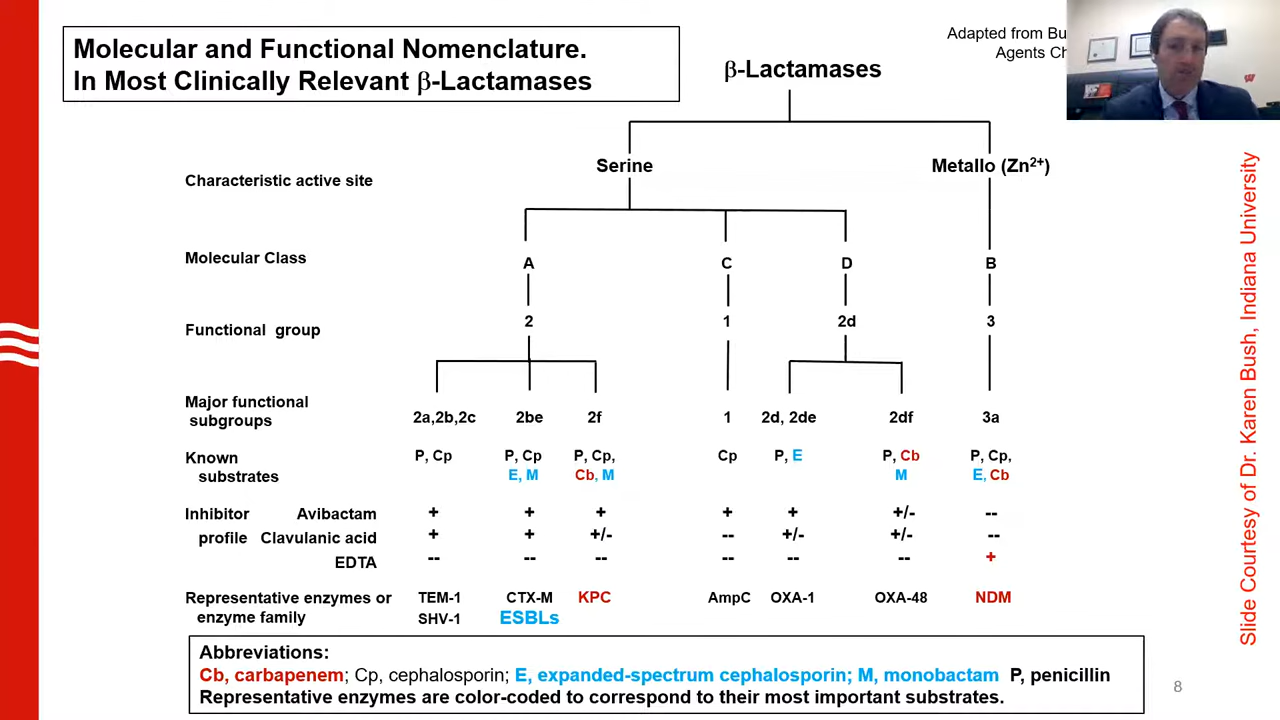 Molecular and Functional Nomenclature.
In Most Clinically Relevant β-Lactamases
Adapted from Bu
Agents Ch
β-Lactamases
Serine
Metallo (Zn²⁺)
Characteristic active site
Molecular Class
A
C
D
B
Functional group
2
1
2d
3
Major functional
subgroups
2a,2b,2c
2be
2f
1
2d, 2de
2df
3a
Known
substrates
P, Cp
P, Cp
E, M
P, Cp,
Cb, M
Cp
P, E
P, Cb
M
P, Cp,
E, Cb
Inhibitor Avibactam + + + + + +/- --
profile Clavulanic acid + + +/- -- +/- +/- --
EDTA -- -- -- -- -- -- +
Representative enzymes or
enzyme family
TEM-1
SHV-1
CTX-M
ESBLs
KPC
AmpC
OXA-1
OXA-48
NDM
Abbreviations:
Cb, carbapenem; Cp, cephalosporin; E, expanded-spectrum cephalosporin; M, monobactam P, penicillin
Representative enzymes are color-coded to correspond to their most important substrates.
Slide Courtesy of Dr. Karen Bush, Indiana University
8